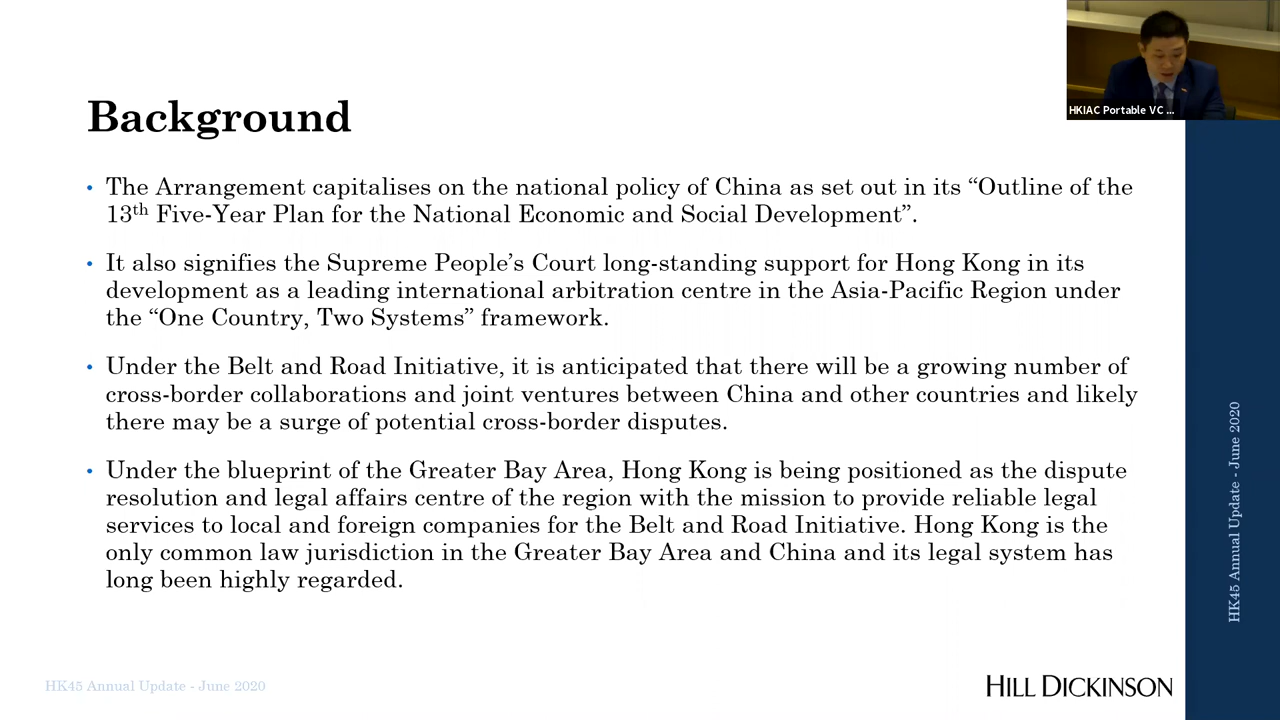 HKIAC Portable VC ...
Background
• The Arrangement capitalises on the national policy of China as set out in its “Outline of the
13th Five-Year Plan for the National Economic and Social Development”.
• It also signifies the Supreme People’s Court long-standing support for Hong Kong in its
development as a leading international arbitration centre in the Asia-Pacific Region under
the “One Country, Two Systems” framework.
• Under the Belt and Road Initiative, it is anticipated that there will be a growing number of
cross-border collaborations and joint ventures between China and other countries and likely
there may be a surge of potential cross-border disputes.
• Under the blueprint of the Greater Bay Area, Hong Kong is being positioned as the dispute
resolution and legal affairs centre of the region with the mission to provide reliable legal
services to local and foreign companies for the Belt and Road Initiative. Hong Kong is the
only common law jurisdiction in the Greater Bay Area and China and its legal system has
long been highly regarded.
HK45 Annual Update - June 2020
HK45 Annual Update - June 2020
HILL DICKINSON